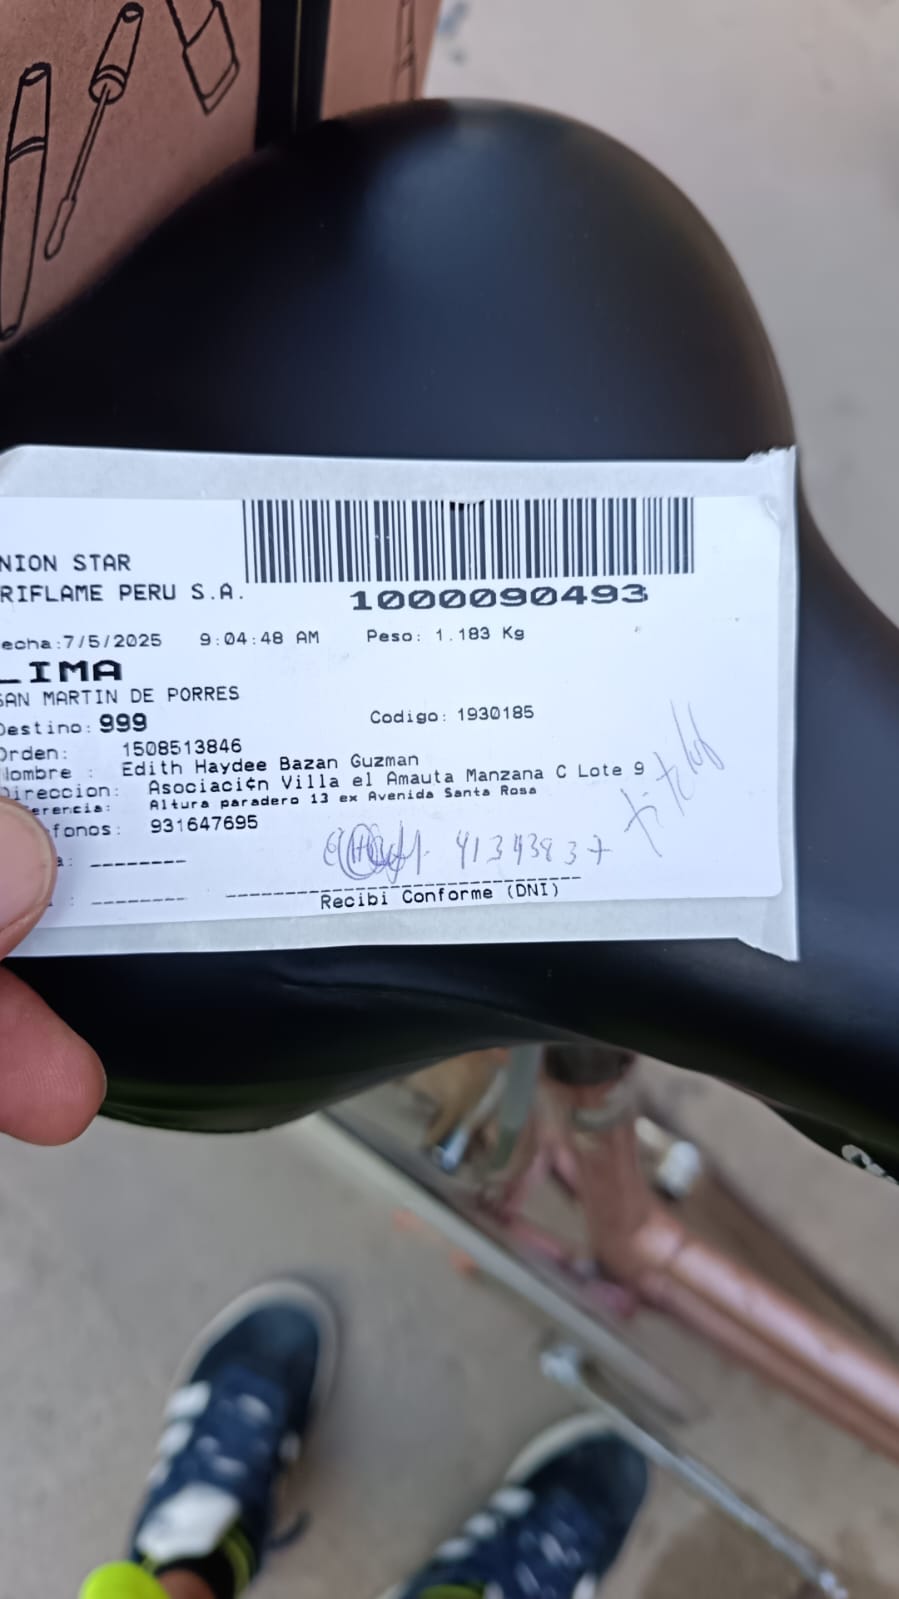 NION STAR
RIFLAME PERU S.A.
1000090493
echa:7/5/2025 9:04:48 AM Peso: 1.183 Kg
LIMA
SAN MARTIN DE PORRES
Destino: 999 Codigo: 1930185
Orden: 1508513846
Nombre : Edith Haydee Bazan Guzman
Direccion: Asociaci¢n Villa el Amauta Manzana C Lote 9
erencia: Altura paradero 13 ex Avenida Santa Rosa
fonos: 931647695
a: --------
41343837
: --------
Recibi Conforme (DNI)